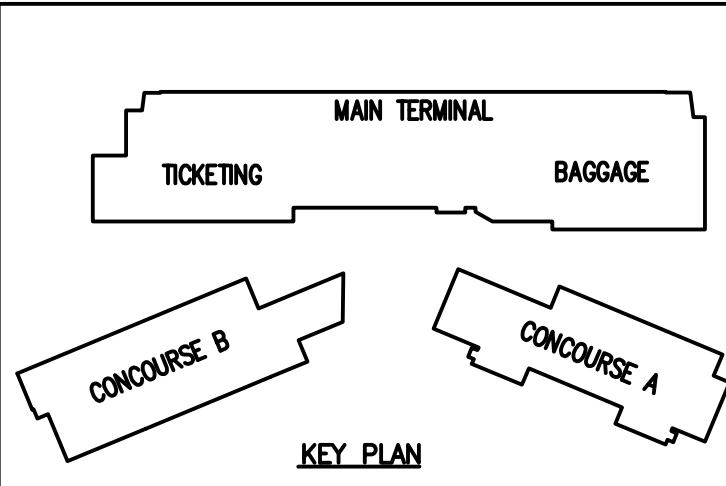 MAIN TERMINAL
TICKETING
BAGGAGE
CONCOURSE B
CONCOURSE A
KEY PLAN